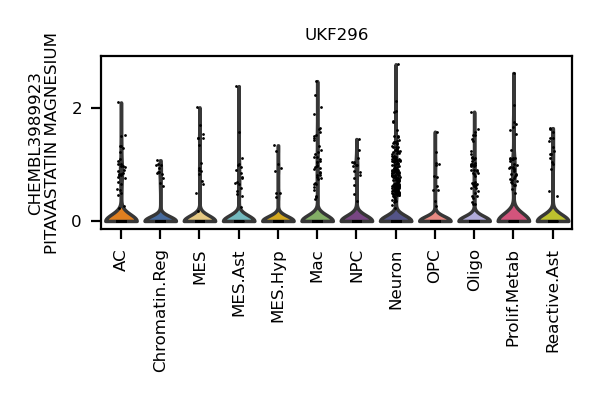 UKF296
CHEMBL3989923
PITAVASTATIN MAGNESIUM
2
0
AC
Chromatin.Reg
MES
MES.Ast
MES.Hyp
Mac
NPC
Neuron
OPC
Oligo
Prolif.Metab
Reactive.Ast